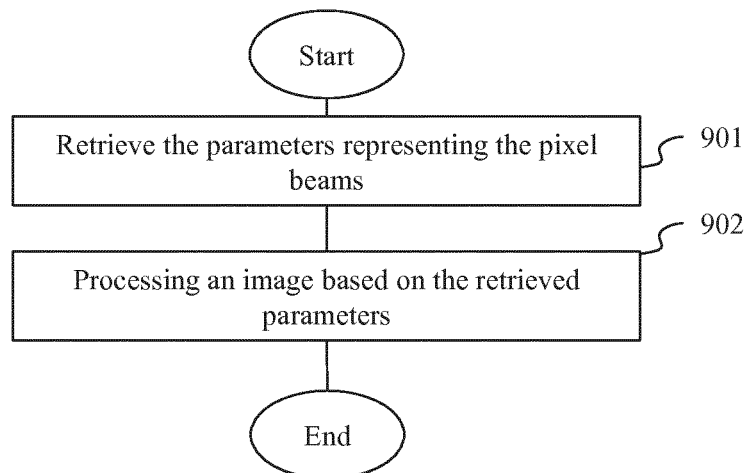 Start
Retrieve the parameters representing the pixel
beams
901
902
Processing an image based on the retrieved
parameters
End